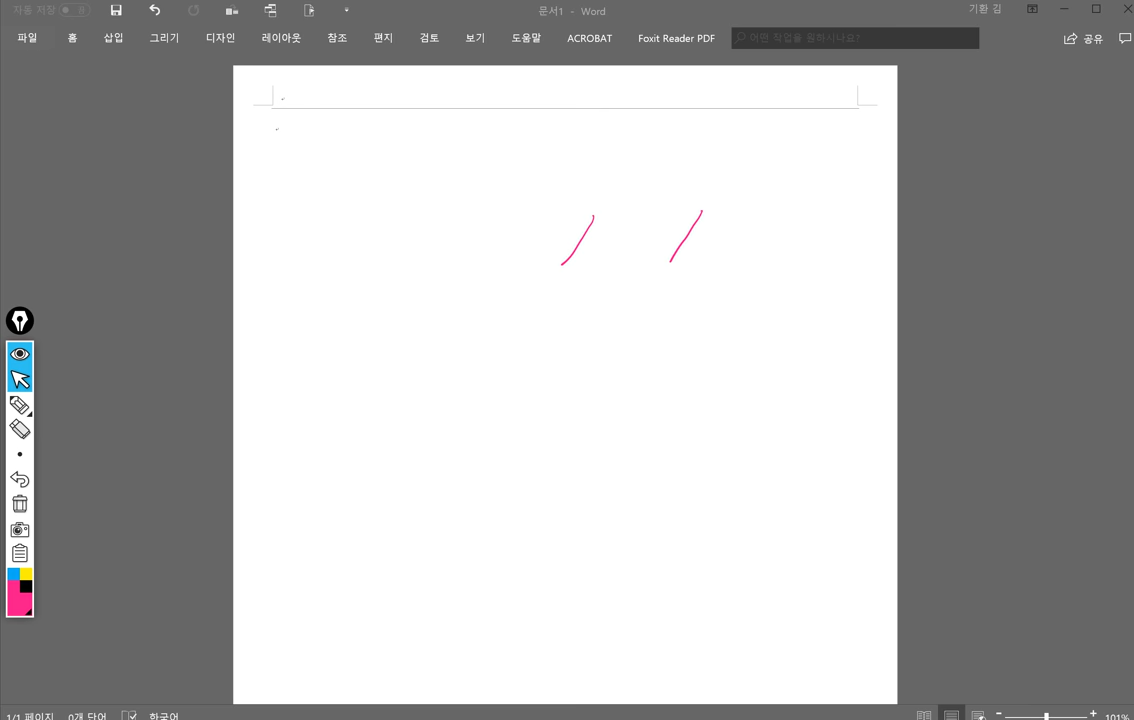 자동 저장 문서1 - Word 기환 김
파일 홈 삽입 그리기 디자인 레이아웃 참조 편지 검토 보기 도움말 ACROBAT Foxit Reader PDF 어떤 작업을 원하시나요? 공유
1/1 페이지 0개 단어 한국어 101%